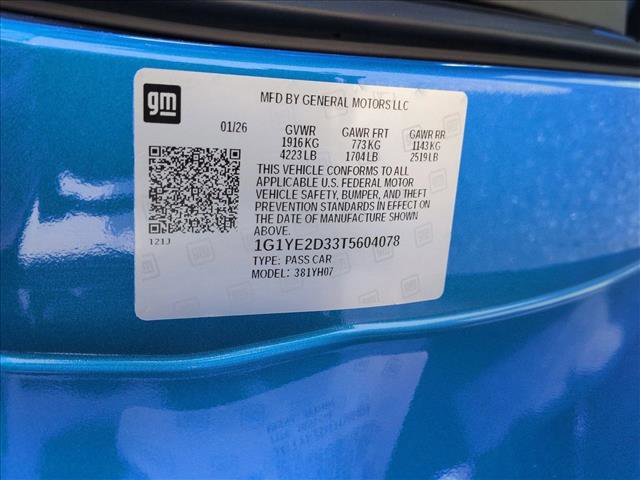 gm
MFD BY GENERAL MOTORS LLC
01/26 GVWR GAWR FRT GAWR RR
1916 KG 773 KG 1143 KG
4223 LB 1704 LB 2519 LB
THIS VEHICLE CONFORMS TO ALL
APPLICABLE U.S. FEDERAL MOTOR
VEHICLE SAFETY, BUMPER, AND THEFT
PREVENTION STANDARDS IN EFFECT ON
THE DATE OF MANUFACTURE SHOWN
ABOVE.
121J
1G1YE2D33T5604078
TYPE: PASS CAR
MODEL: 381YH07